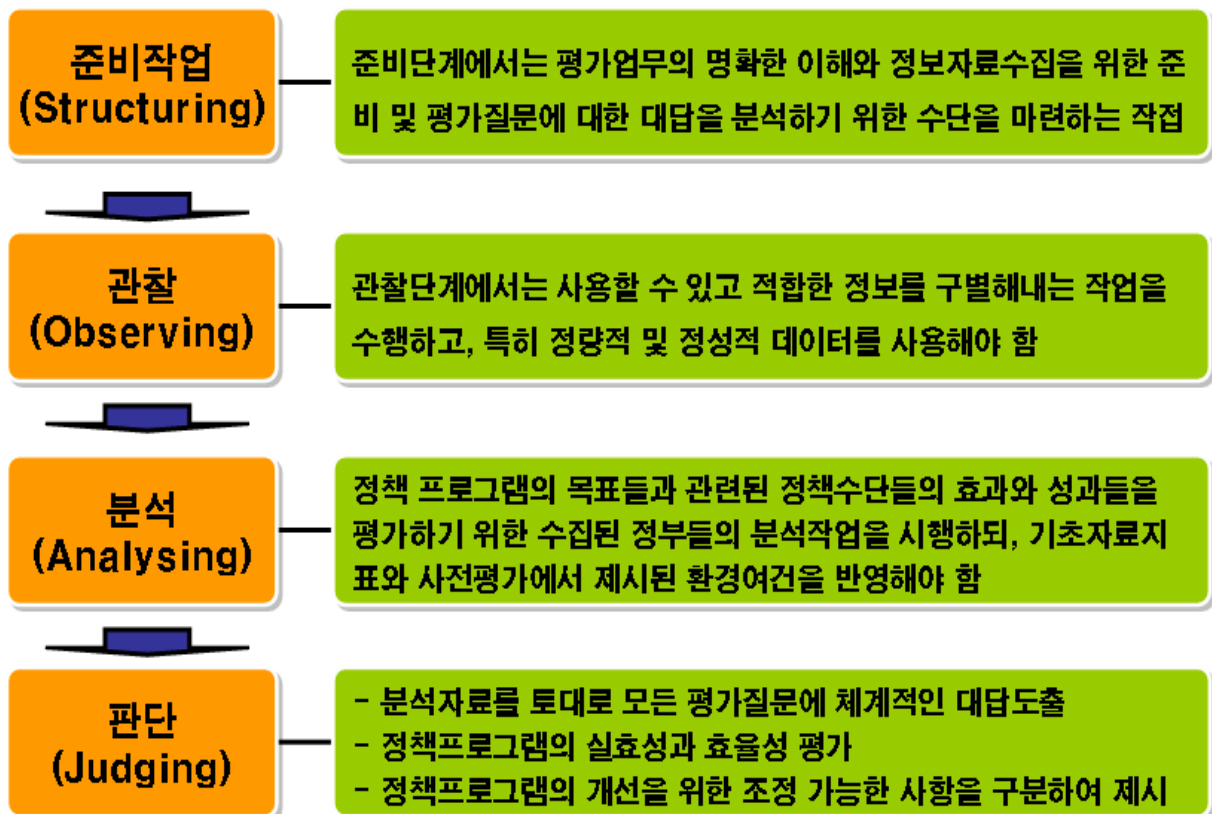 준비작업
(Structuring)
준비단계에서는 평가업무의 명확한 이해와 정보자료수집을 위한 준
비 및 평가질문에 대한 대답을 분석하기 위한 수단을 마련하는 작접
관찰
(Observing)
관찰단계에서는 사용할 수 있고 적합한 정보를 구별해내는 작업을
수행하고, 특히 정량적 및 정성적 데이터를 사용해야 함
분석
(Analysing)
정책 프로그램의 목표들과 관련된 정책수단들의 효과와 성과들을
평가하기 위한 수집된 정부들의 분석작업을 시행하되, 기초자료지
표와 사전평가에서 제시된 환경여건을 반영해야 함
판단
(Judging)
- 분석자료를 토대로 모든 평가질문에 체계적인 대답도출
- 정책프로그램의 실효성과 효율성 평가
- 정책프로그램의 개선을 위한 조정 가능한 사항을 구분하여 제시